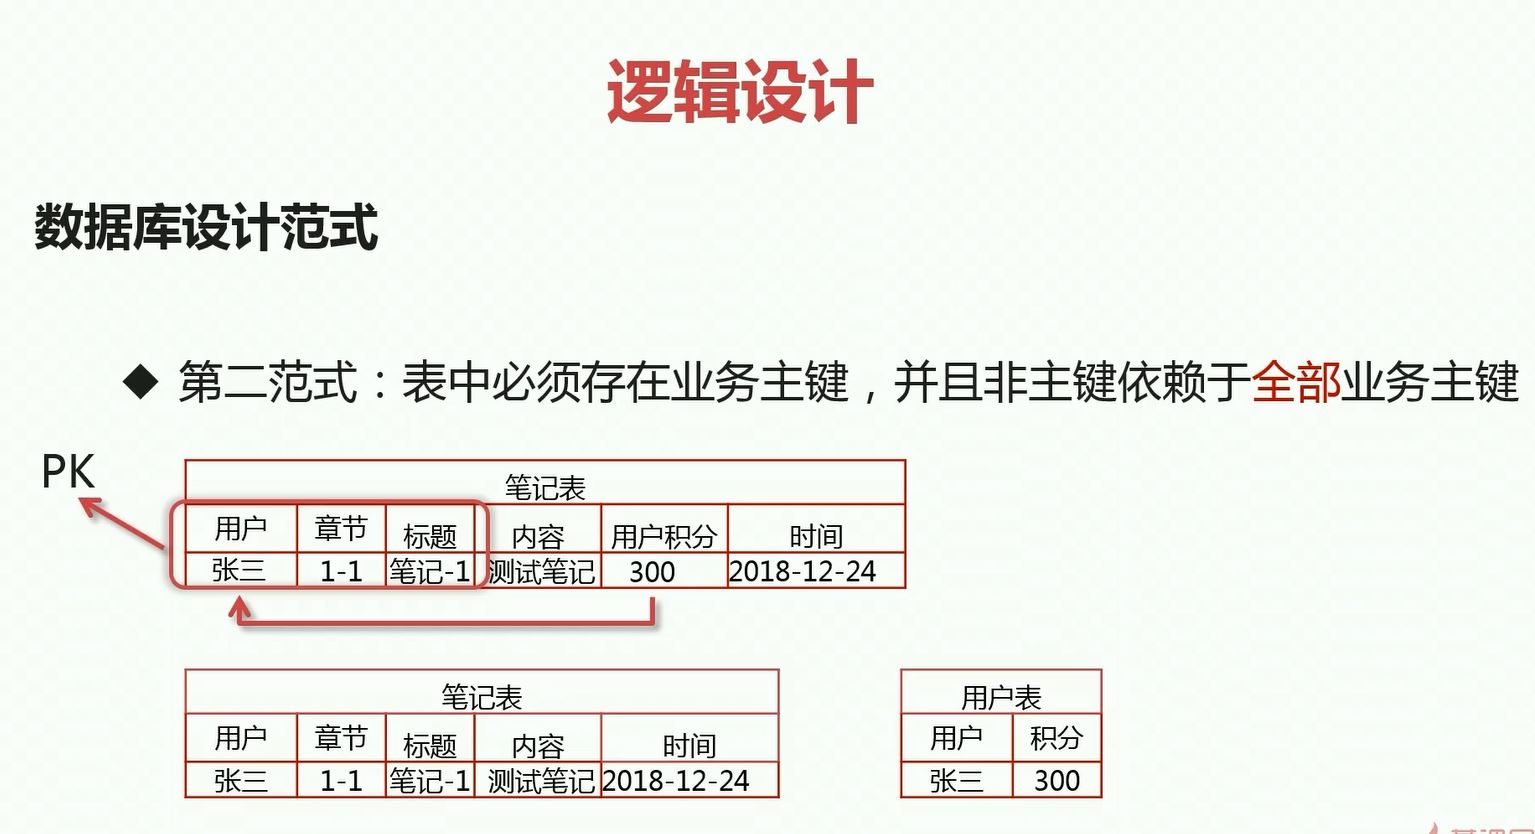 逻辑设计
数据库设计范式
◆ 第二范式：表中必须存在业务主键，并且非主键依赖于全部业务主键
PK
笔记表
用户 章节 标题 内容 用户积分 时间
张三 1-1 笔记-1 测试笔记 300 2018-12-24
笔记表
用户 章节 标题 内容 时间
张三 1-1 笔记-1 测试笔记 2018-12-24
用户表
用户 积分
张三 300